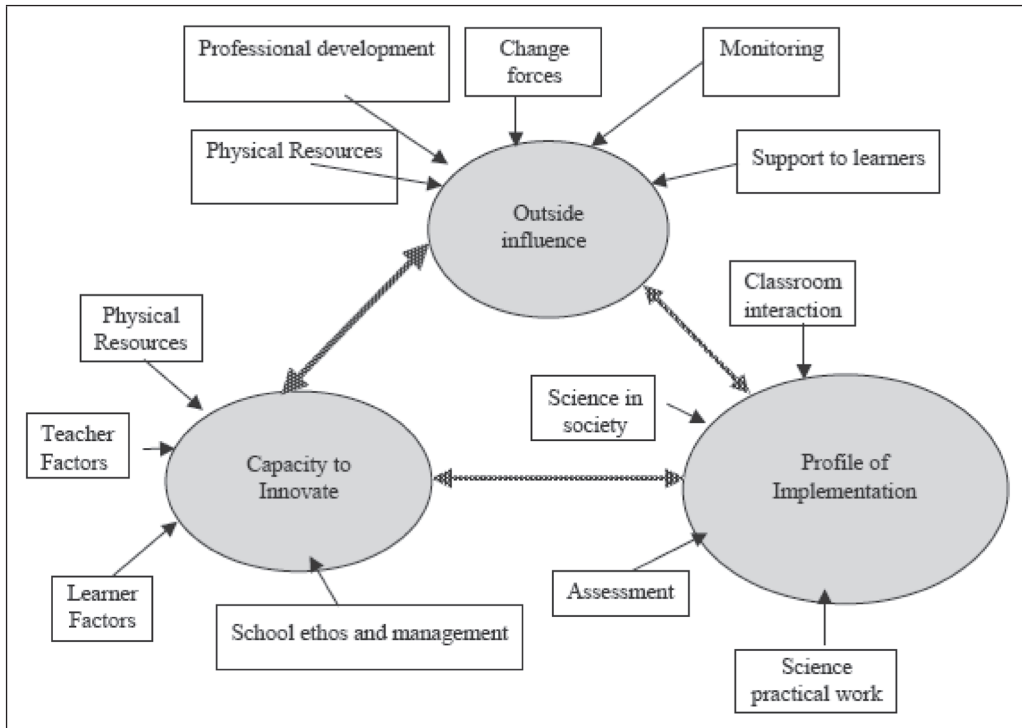 Professional development
Change
forces
Monitoring
Physical Resources
Support to learners
Outside
influence
Classroom
interaction
Physical
Resources
Science in
society
Teacher
Factors
Capacity to
Innovate
Profile of
Implementation
Learner
Factors
Assessment
School ethos and management
Science
practical work